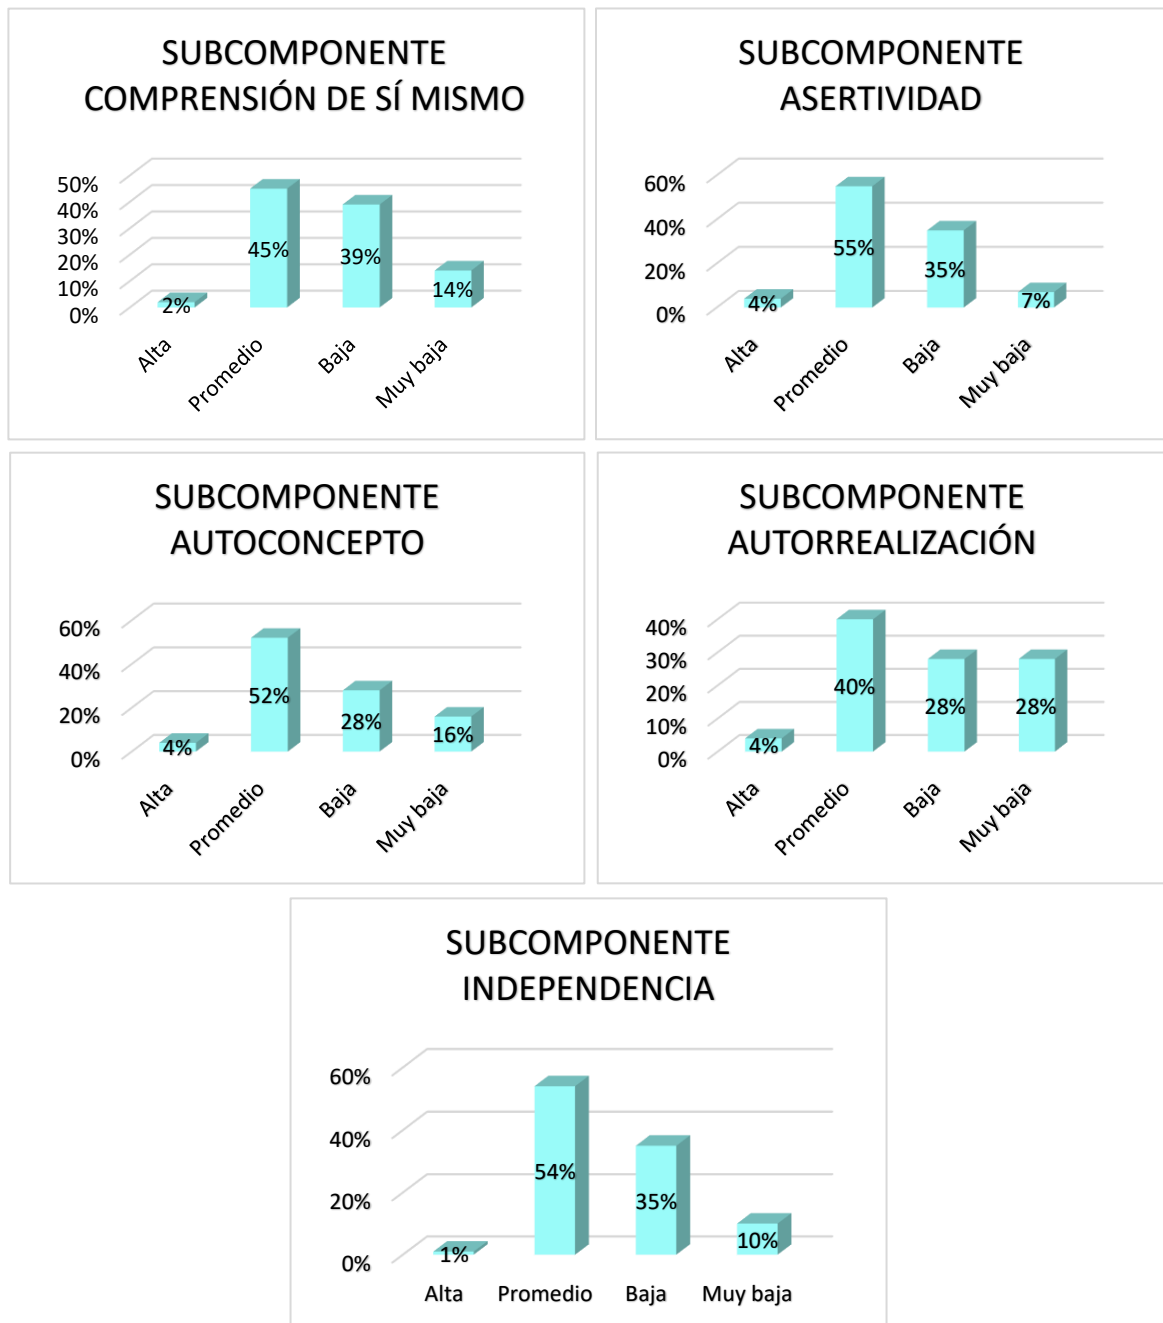 SUBCOMPONENTE
COMPRENSIÓN DE SÍ MISMO
50%
40%
30%
20%
10%
0%
2%
45%
39%
14%
Alta
Promedio
Baja
Muy baja
SUBCOMPONENTE
ASERTIVIDAD
60%
40%
20%
0%
4%
55%
35%
7%
Alta
Promedio
Baja
Muy baja
SUBCOMPONENTE
AUTOCONCEPTO
60%
40%
20%
0%
4%
52%
28%
16%
Alta
Promedio
Baja
Muy baja
SUBCOMPONENTE
AUTORREALIZACIÓN
40%
30%
20%
10%
0%
4%
40%
28%
28%
Alta
Promedio
Baja
Muy baja
SUBCOMPONENTE
INDEPENDENCIA
60%
40%
20%
0%
1%
54%
35%
10%
Alta Promedio Baja Muy baja